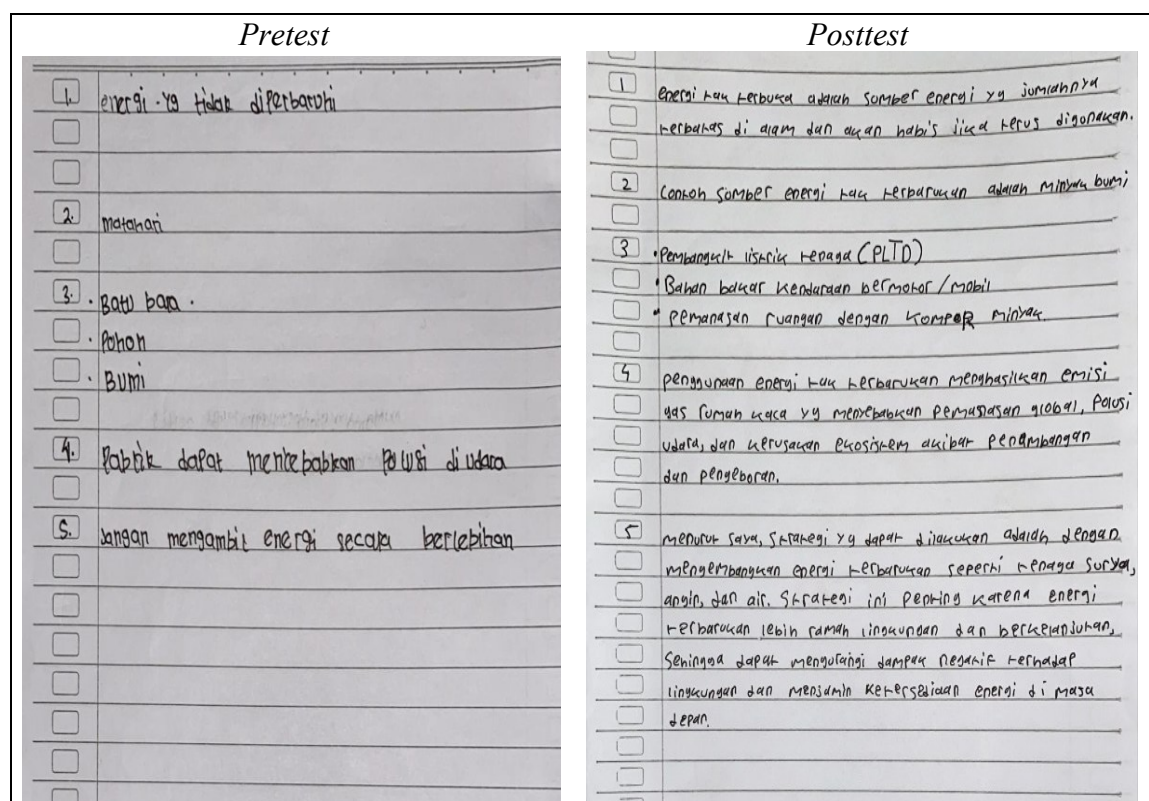 Pretest
1. energi yg tidak diperbaruhi
2. matahari
3. · Batu bara .
· Pohon
· Bumi
4. Pabrik dapat mentebabkan Polusi di udara
5. Jangan mengambil energi secara berlebihan
Posttest
1 energi tak terbuka adalah sumber energi yg jumlahnya
terbatas di alam dan akan habis jika terus digunakan.
2 Contoh sumber energi tak terbarukan adalah minyak bumi
3 • Pembangkit listrik tenaga (PLTD)
• Bahan bakar kendaraan bermotor/mobil
• pemanasan ruangan dengan kompor minyak
4 penggunaan energi tak terbarukan menghasilkan emisi
gas rumah kaca yg menyebabkan pemanasan global, polusi
udara, dan kerusakan ekosistem akibat penambangan
dan pengeboran.
5 menurut saya, strategi yg dapat dilakukan adalah dengan
mengembangkan energi terbarukan seperti tenaga surya,
angin, dan air. Strategi ini penting karena energi
terbarukan lebih ramah lingkungan dan berkelanjutan,
sehingga dapat mengurangi dampak negatif terhadap
lingkungan dan menjamin ketersediaan energi di masa
depan.